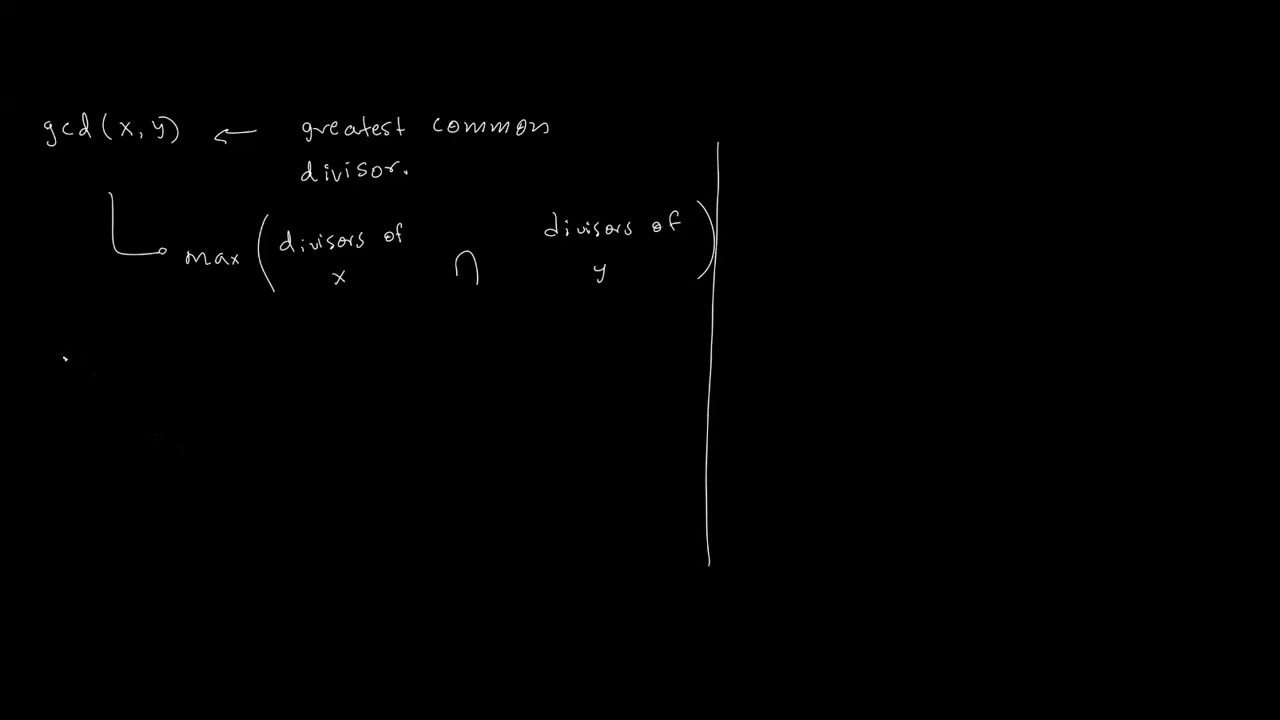 gcd(x, y) ← greatest common
divisor.
max (divisors of x ∩ divisors of y)